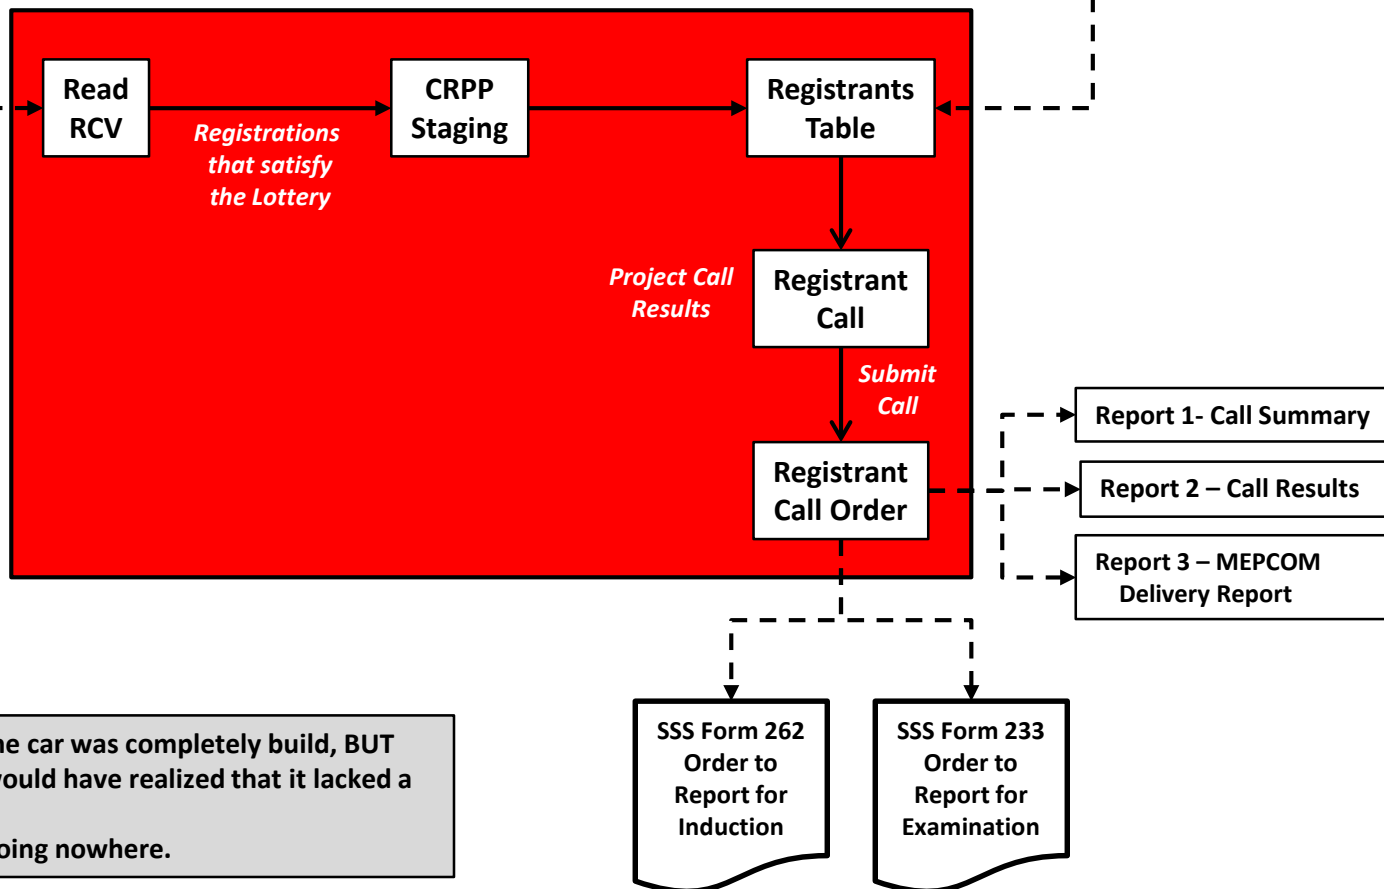 Read
RCV
Registrations
that satisfy
the Lottery
CRPP
Staging
Registrants
Table
Project Call
Results
Registrant
Call
Submit
Call
Registrant
Call Order
Report 1- Call Summary
Report 2 – Call Results
Report 3 – MEPCOM
Delivery Report
SSS Form 262
Order to
Report for
Induction
SSS Form 233
Order to
Report for
Examination
car was completely build, BUT
would have realized that it lacked a
nowhere.